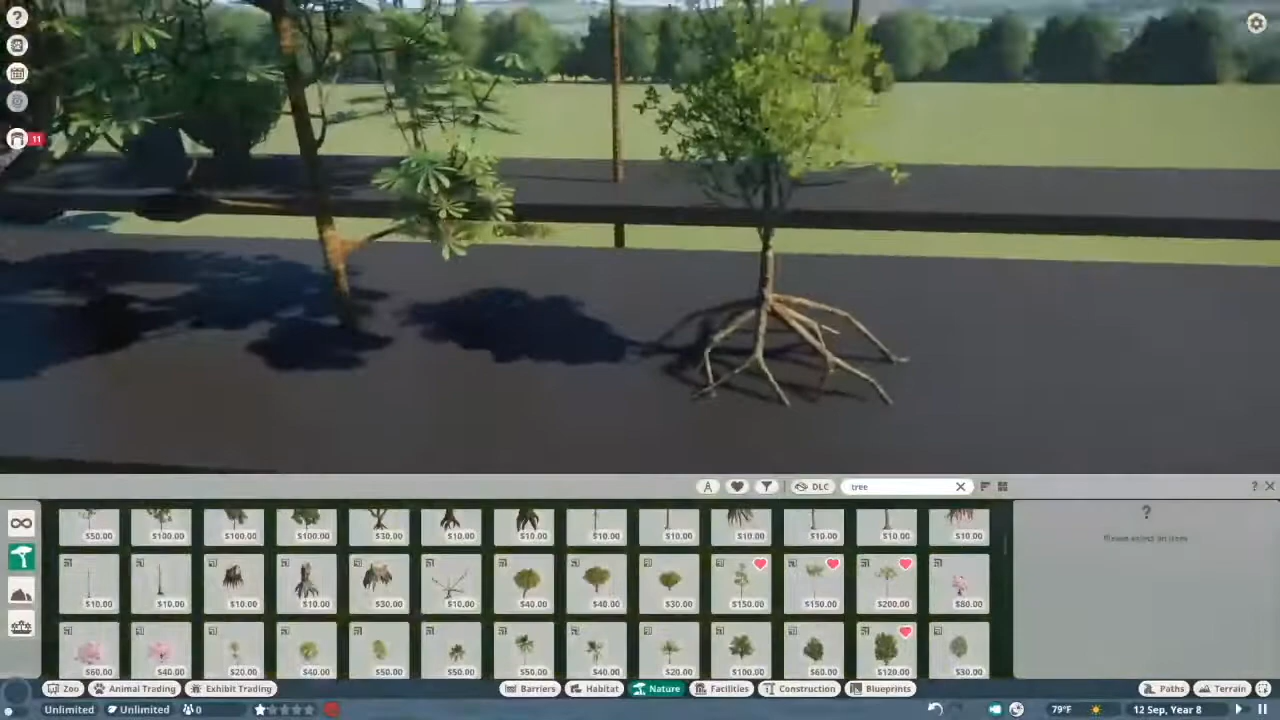 ?
11
DLC
tree
?
$50.00 $100.00 $100.00 $100.00 $30.00 $10.00 $10.00 $10.00 $10.00 $10.00 $10.00 $10.00 $10.00
?
Please select an item
$10.00 $10.00 $10.00 $10.00 $30.00 $10.00 $40.00 $40.00 $30.00 $150.00 $150.00 $200.00 $80.00
$60.00 $40.00 $20.00 $40.00 $50.00 $50.00 $50.00 $40.00 $20.00 $100.00 $60.00 $120.00 $30.00
Zoo Animal Trading Exhibit Trading Barriers Habitat Nature Facilities Construction Blueprints Paths Terrain
Unlimited Unlimited 0 79°F 12 Sep, Year 8